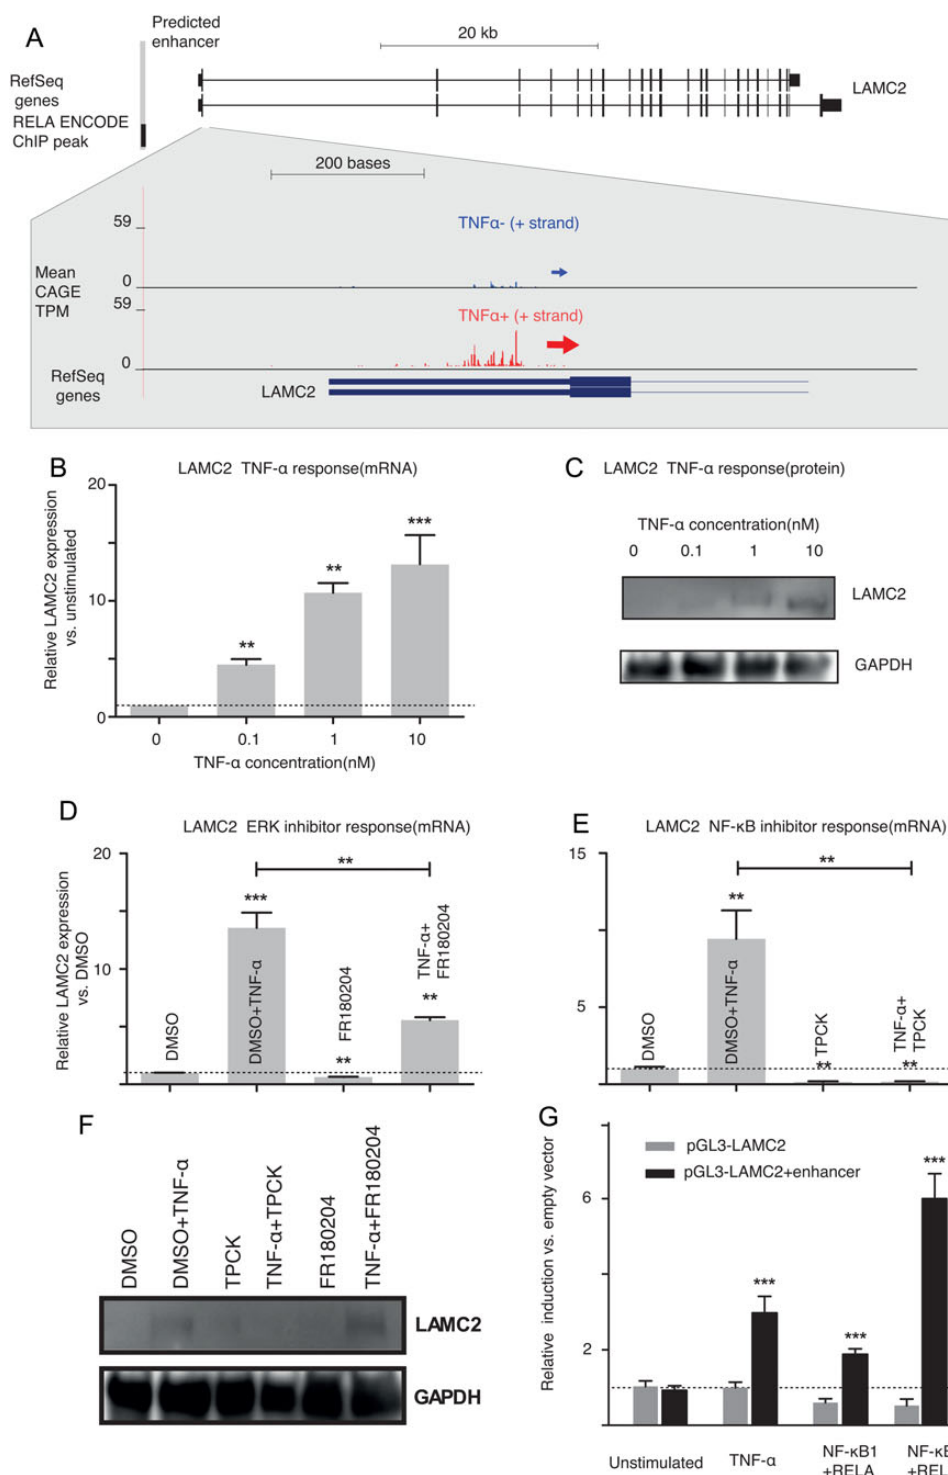 A
Predicted
enhancer
20 kb
RefSeq
genes
LAMC2
RELA ENCODE
ChIP peak
200 bases
59
TNFα- (+ strand)
Mean
CAGE
TPM
0
59
TNFα+ (+ strand)
0
RefSeq
genes
LAMC2
B
LAMC2 TNF-α response(mRNA)
Relative LAMC2 expression
vs. unstimulated
20
10
0
**
**
***
0
0.1
1
10
TNF-α concentration(nM)
C
LAMC2 TNF-α response(protein)
TNF-α concentration(nM)
0
0.1
1
10
LAMC2
GAPDH
D
LAMC2 ERK inhibitor response(mRNA)
Relative LAMC2 expression
vs. DMSO
20
10
**
***
**
**
DMSO
DMSO+TNF-α
FR180204
TNF-α+
FR180204
E
LAMC2 NF-κB inhibitor response(mRNA)
15
5
**
**
**
**
DMSO
DMSO+TNF-α
TPCK
TNF-α+
TPCK
F
DMSO
DMSO+TNF-α
TPCK
TNF-α+TPCK
FR180204
TNF-α+FR180204
LAMC2
GAPDH
G
pGL3-LAMC2
pGL3-LAMC2+enhancer
Relative induction vs. empty vector
6
2
***
***
***
Unstimulated
TNF-α
NF-κB1
+RELA
NF-κB
+REL